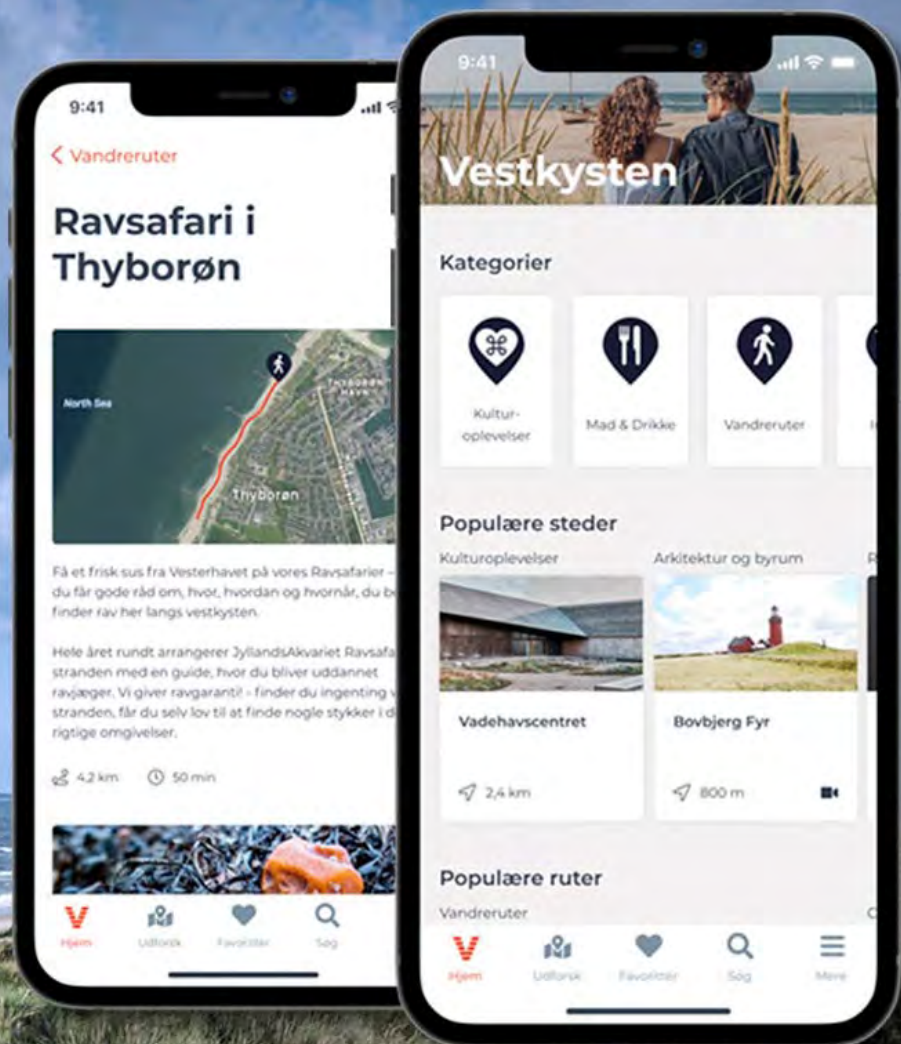 9:41
Vandreruter
Ravsafari i
Thyborøn
North Sea
THYBORØN
HAVN
Thyborøn
Få et frisk sus fra Vesterhavet på vores Ravsafarier –
du får gode råd om, hvor, hvordan og hvornår, du
finder rav her langs vestkysten.
Hele året rundt arrangerer JyllandsAkvariet
stranden med en guide, hvor du bliver uddannet
ravjæger. Vi giver ravgaranti! - finder du ingenting
stranden, får du selv lov til at finde nogle stykker i
rigtige omgivelser.
4,2 km 50 min
Hjem Udforsk Favoritter Søg
9:41
Vestkysten
Kategorier
Kultur-
oplevelser
Mad & Drikke
Vandreruter
Populære steder
Kulturoplevelser Arkitektur og byrum
Vadehavscentret Bovbjerg Fyr
2,4 km 800 m
Populære ruter
Vandreruter
Hjem Udforsk Favoritter Søg Mere